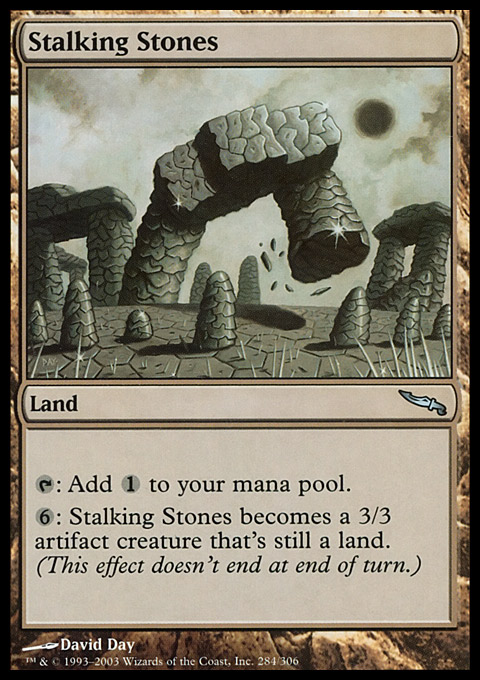 Stalking Stones
DAY
Land
: Add 1 to your mana pool.
6: Stalking Stones becomes a 3/3
artifact creature that's still a land.
(This effect doesn't end at end of turn.)
David Day
™ & © 1993–2003 Wizards of the Coast, Inc. 284/306